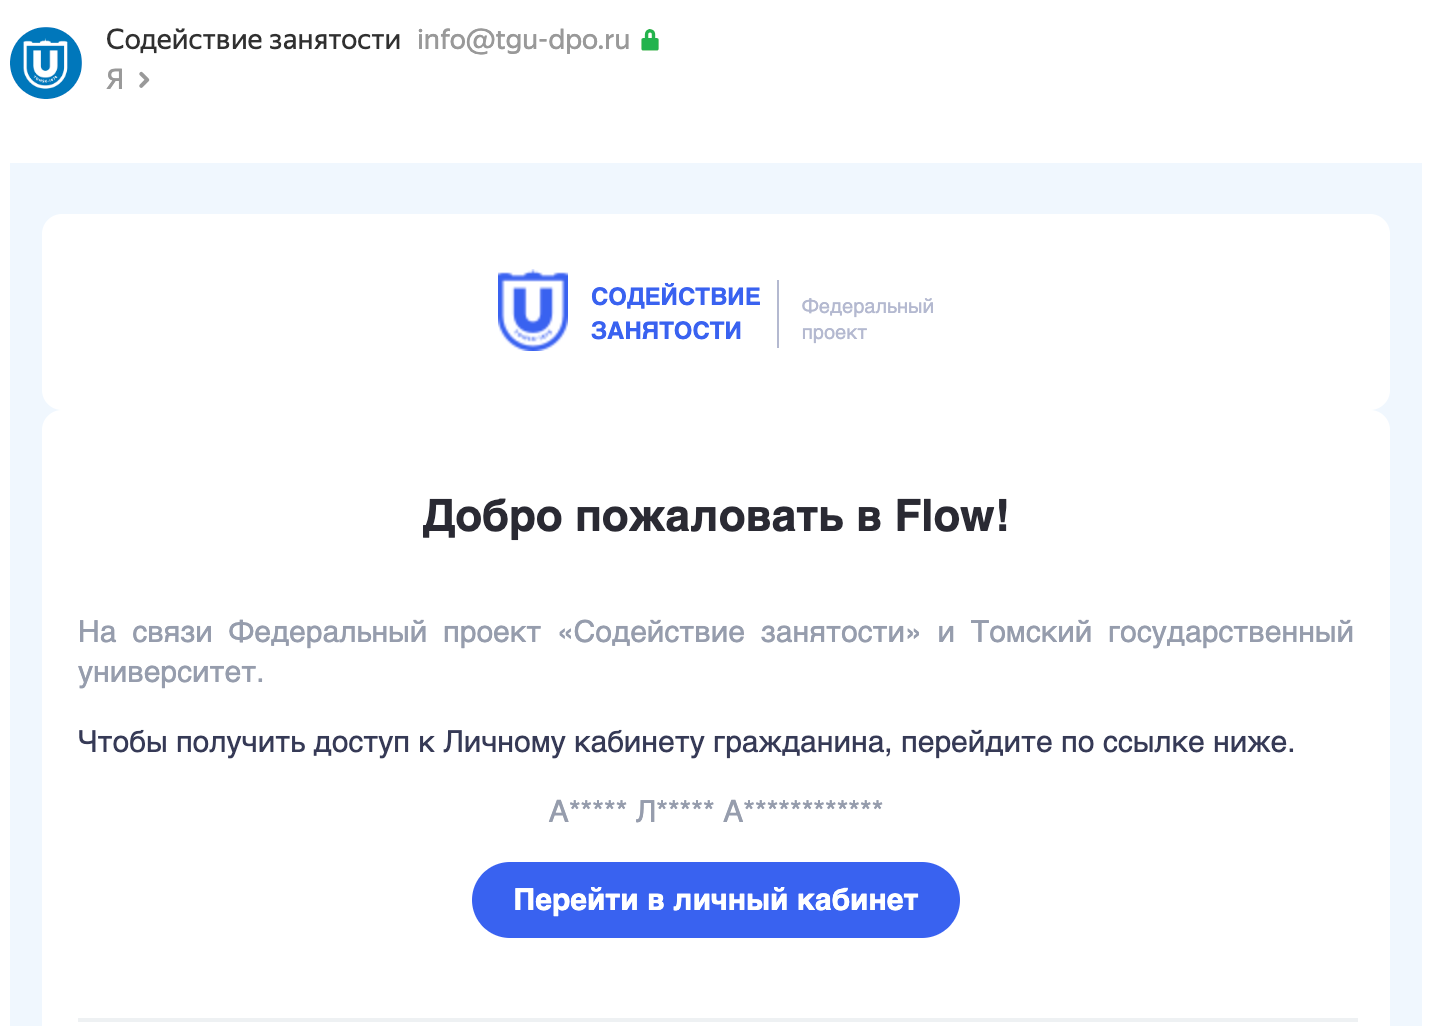 Содействие занятости info@tgu-dpo.ru
Я
СОДЕЙСТВИЕ
ЗАНЯТОСТИ
Федеральный
проект
Добро пожаловать в Flow!
На связи Федеральный проект «Содействие занятости» и Томский государственный
университет.
Чтобы получить доступ к Личному кабинету гражданина, перейдите по ссылке ниже.
А***** Л***** А************
Перейти в личный кабинет